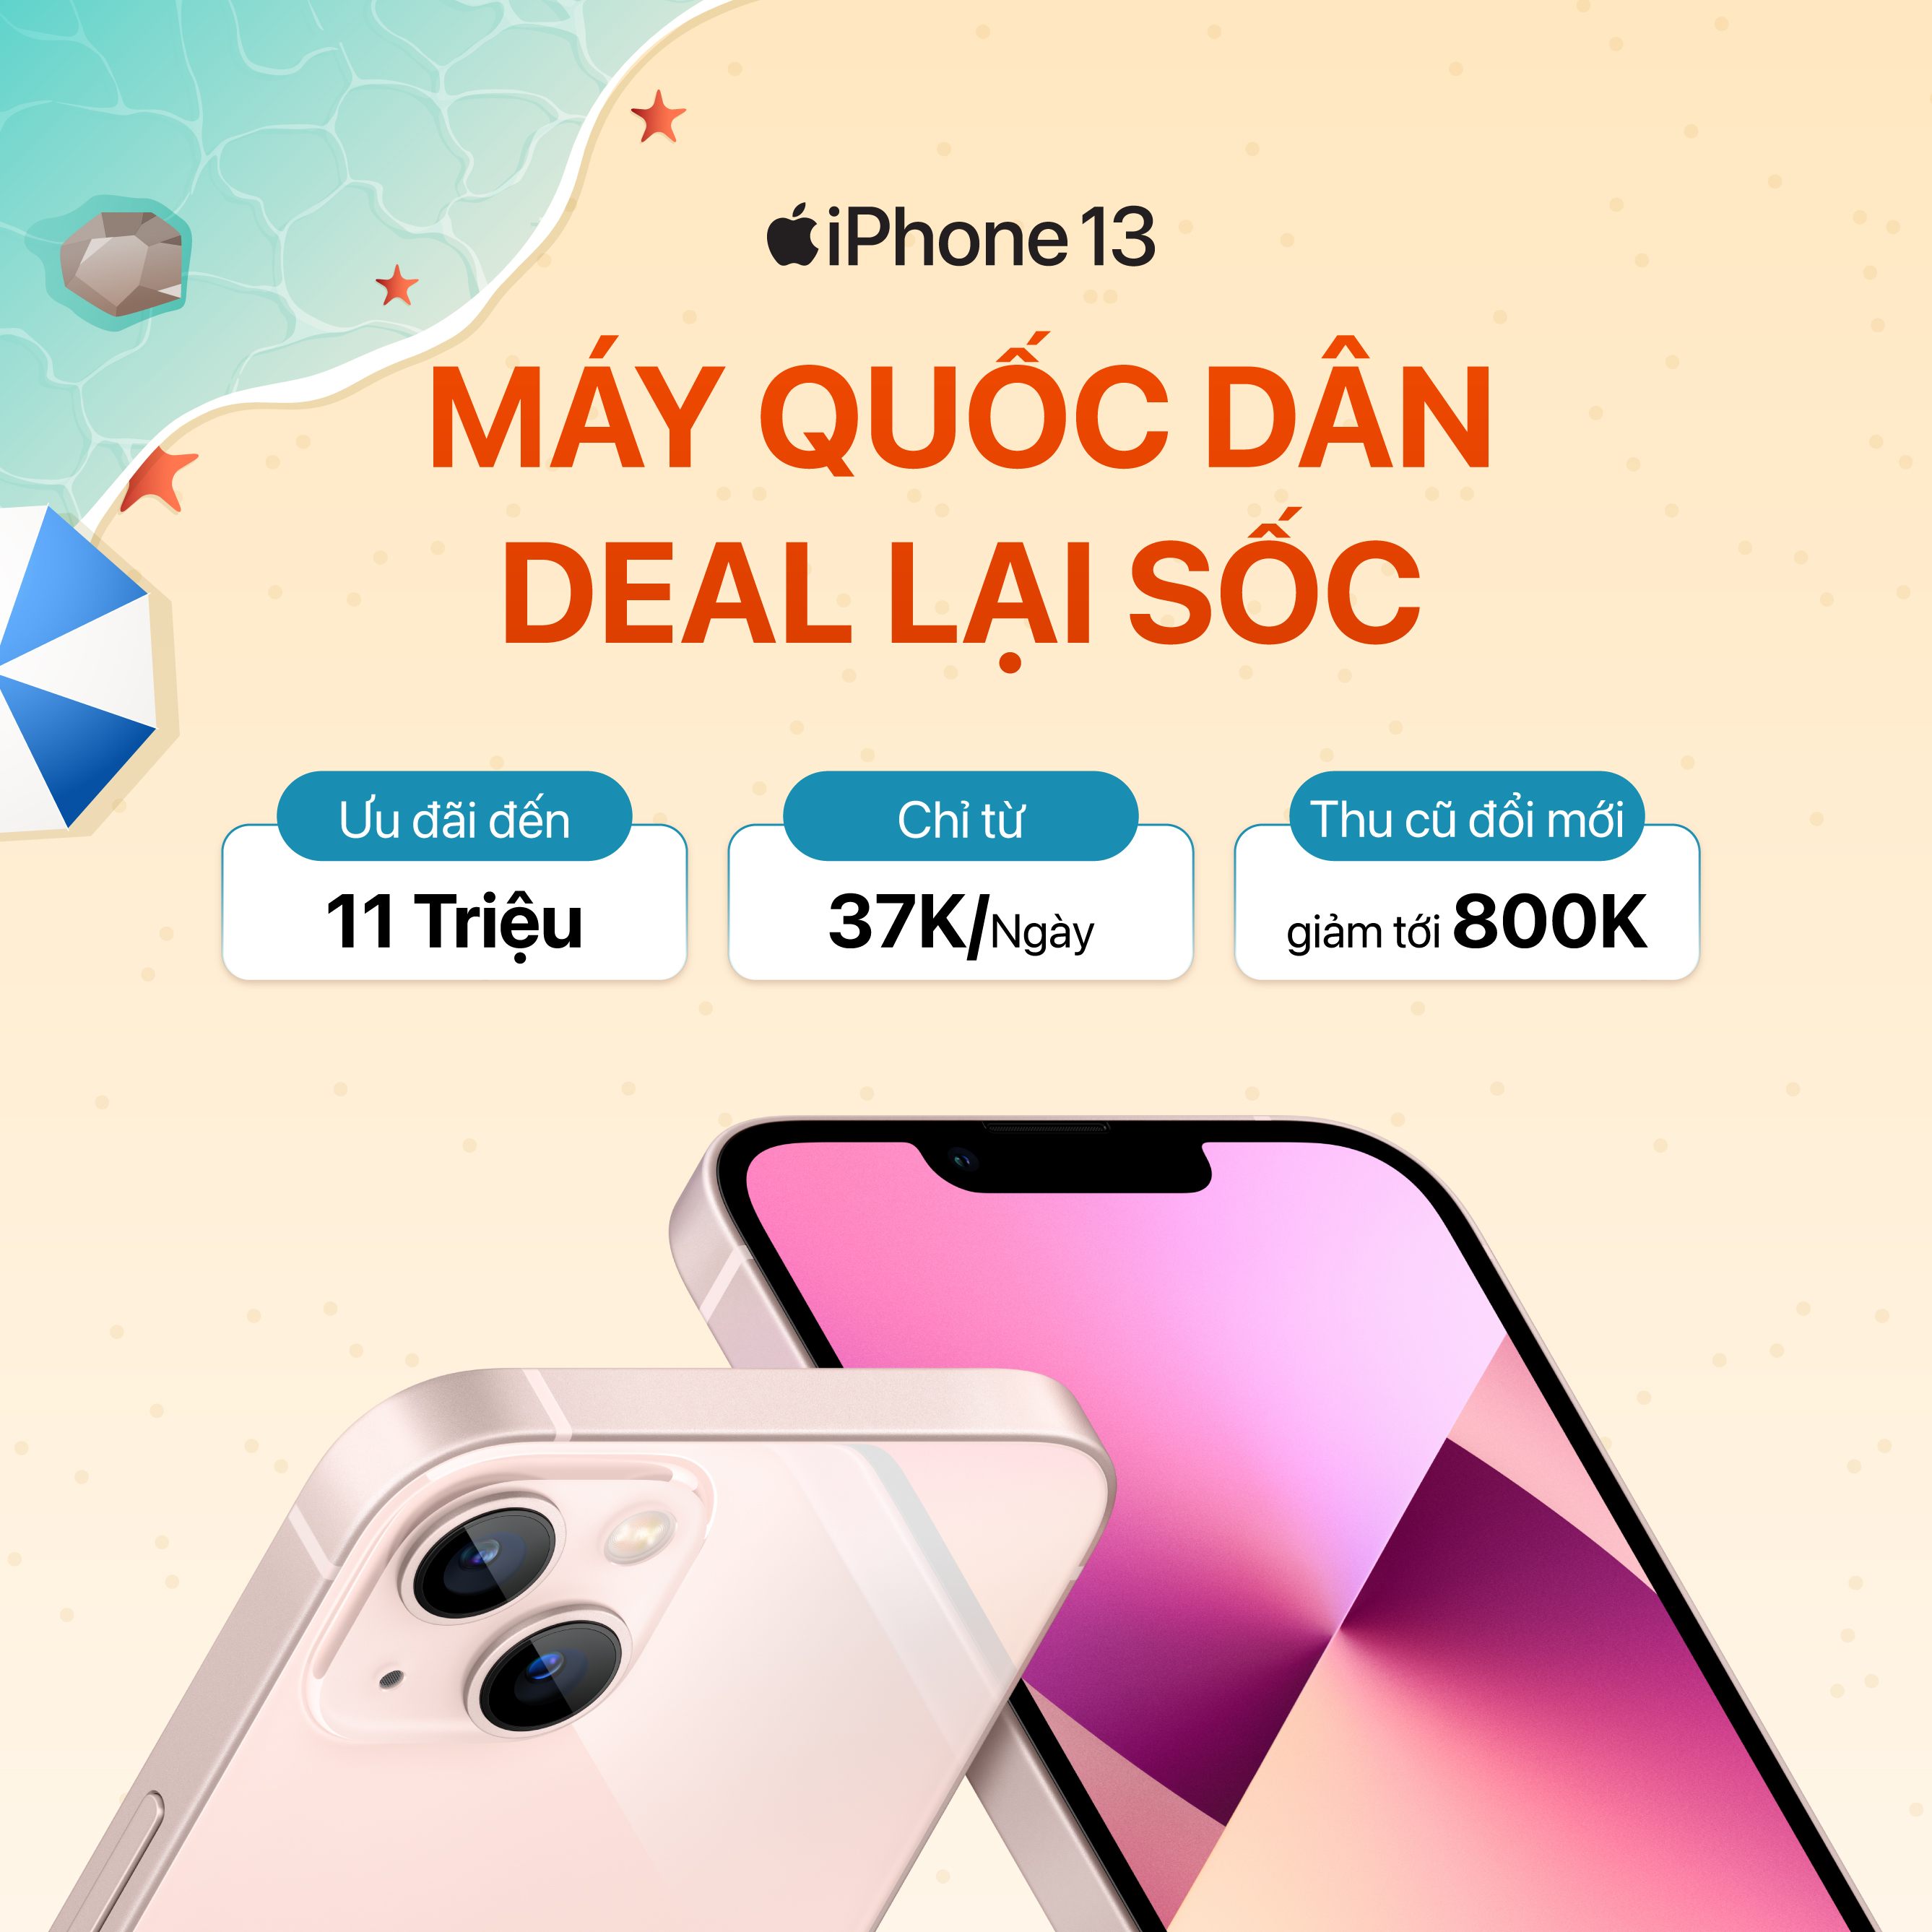 iPhone 13
MÁY QUỐC DÂN
DEAL LẠI SỐC
Ưu đãi đến
11 Triệu
Chỉ từ
37K/Ngày
Thu cũ đổi mới
giảm tới 800K